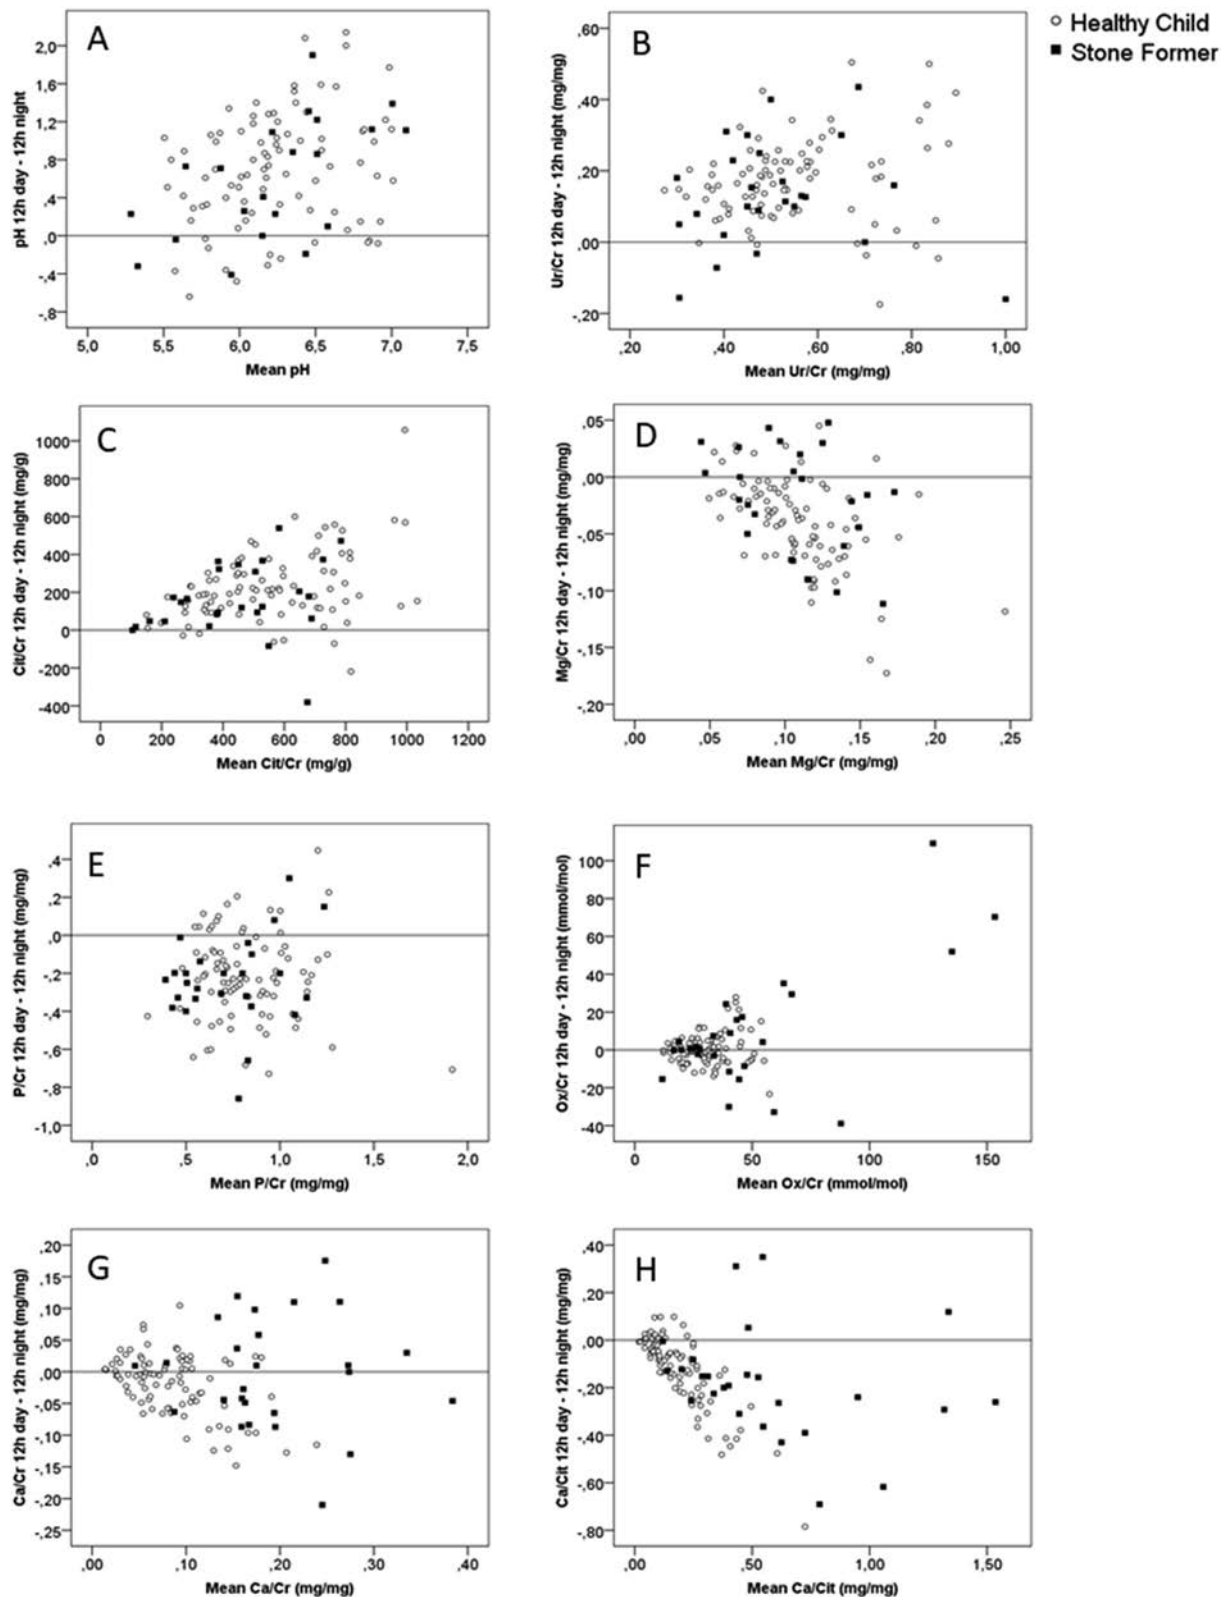 ○ Healthy Child
■ Stone Former
A
pH 12h day - 12h night
2,0
1,6
1,2
,8
,4
,0
-,4
-,8
5,0 5,5 6,0 6,5 7,0 7,5
Mean pH
B
Ur/Cr 12h day - 12h night (mg/mg)
,60
,40
,20
,00
-,20
,20 ,40 ,60 ,80 1,00
Mean Ur/Cr (mg/mg)
C
Cit/Cr 12h day - 12h night (mg/g)
1000
800
600
400
200
0
-200
-400
0 200 400 600 800 1000 1200
Mean Cit/Cr (mg/g)
D
Mg/Cr 12h day - 12h night (mg/mg)
,05
,00
-,05
-,10
-,15
-,20
,00 ,05 ,10 ,15 ,20 ,25
Mean Mg/Cr (mg/mg)
E
P/Cr 12h day - 12h night (mg/mg)
,4
,2
,0
-,2
-,4
-,6
-,8
-1,0
,0 ,5 1,0 1,5 2,0
Mean P/Cr (mg/mg)
F
Ox/Cr 12h day - 12h night (mmol/mol)
100
80
60
40
20
0
-20
-40
0 50 100 150
Mean Ox/Cr (mmol/mol)
G
Ca/Cr 12h day - 12h night (mg/mg)
,20
,15
,10
,05
,00
-,05
-,10
-,15
-,20
-,25
,00 ,10 ,20 ,30 ,40
Mean Ca/Cr (mg/mg)
H
Ca/Cit 12h day - 12h night (mg/mg)
,40
,20
,00
-,20
-,40
-,60
-,80
,00 ,50 1,00 1,50
Mean Ca/Cit (mg/mg)